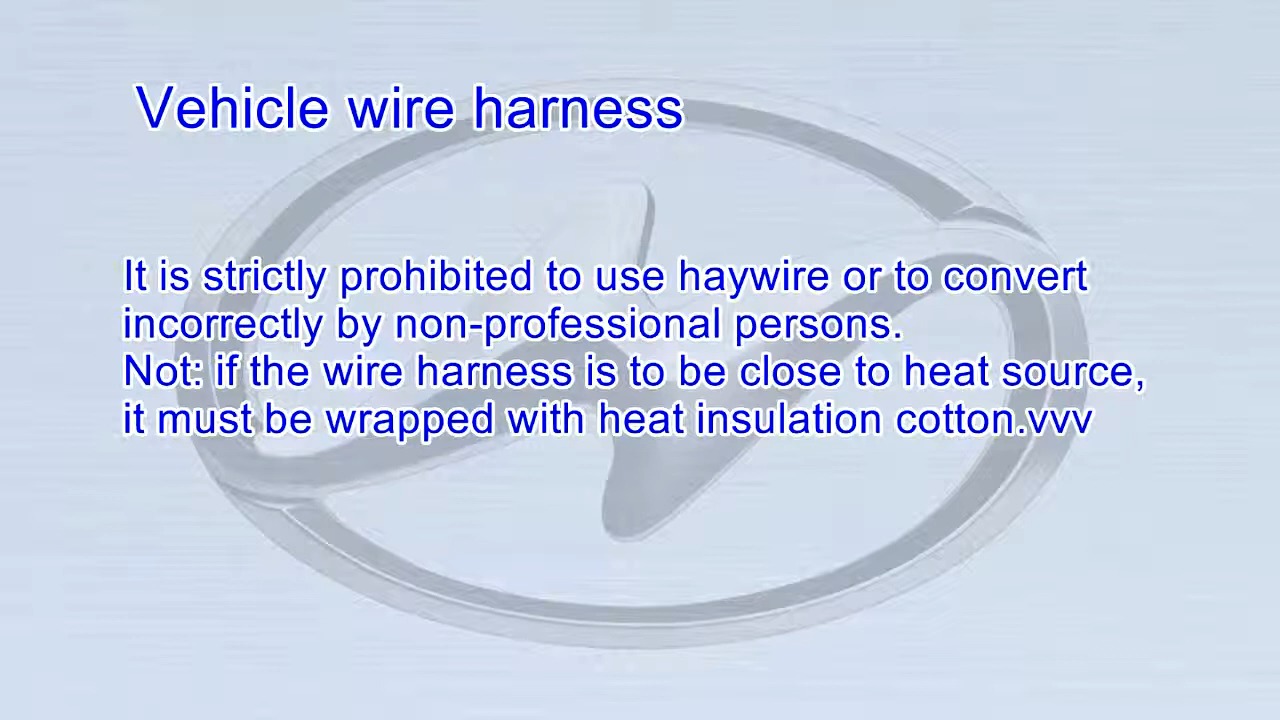 Vehicle wire harness
It is strictly prohibited to use haywire or to convert
incorrectly by non-professional persons.
Not: if the wire harness is to be close to heat source,
it must be wrapped with heat insulation cotton.vvv